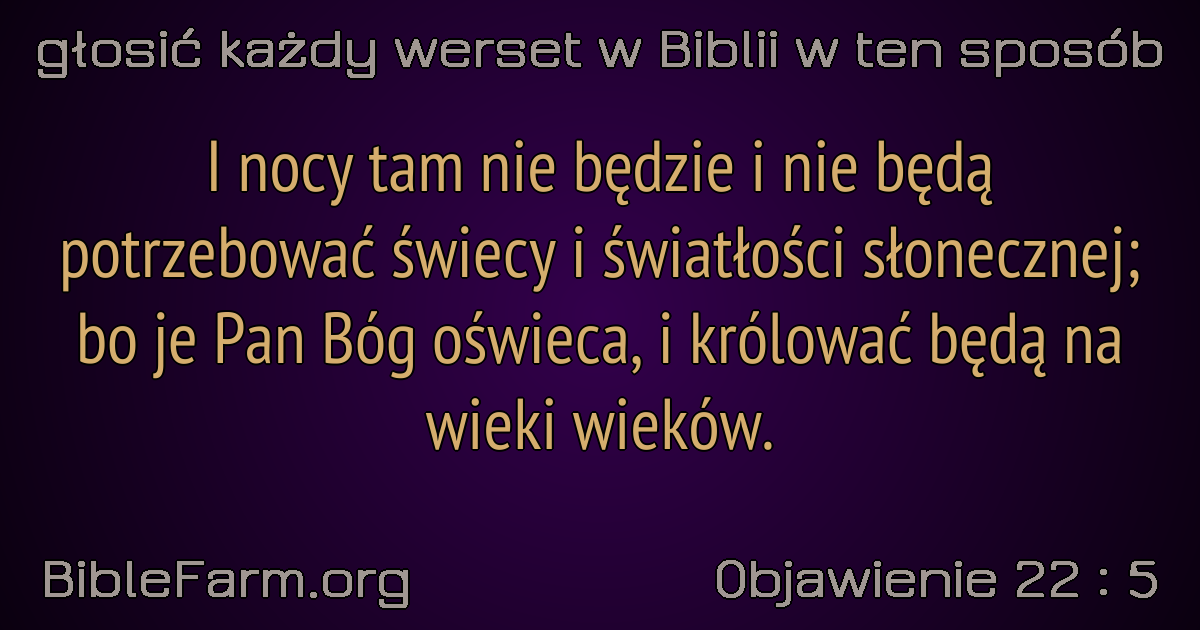 głosić każdy werset w Biblii w ten sposób
I nocy tam nie będzie i nie będą
potrzebować świecy i światłości słonecznej;
bo je Pan Bóg oświeca, i królować będą na
wieki wieków.
BibleFarm.org
Objawienie 22 : 5